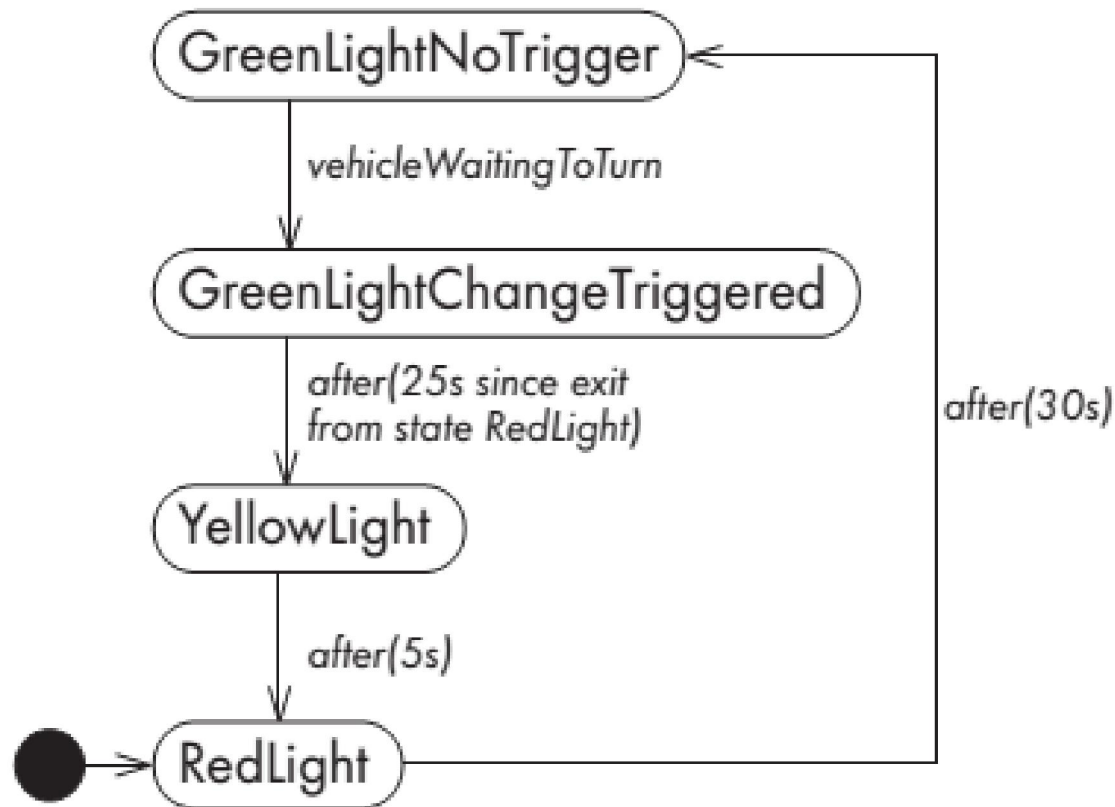 GreenLightNoTrigger
vehicleWaitingToTurn
GreenLightChangeTriggered
after(25s since exit
from state RedLight)
after(30s)
YellowLight
after(5s)
RedLight